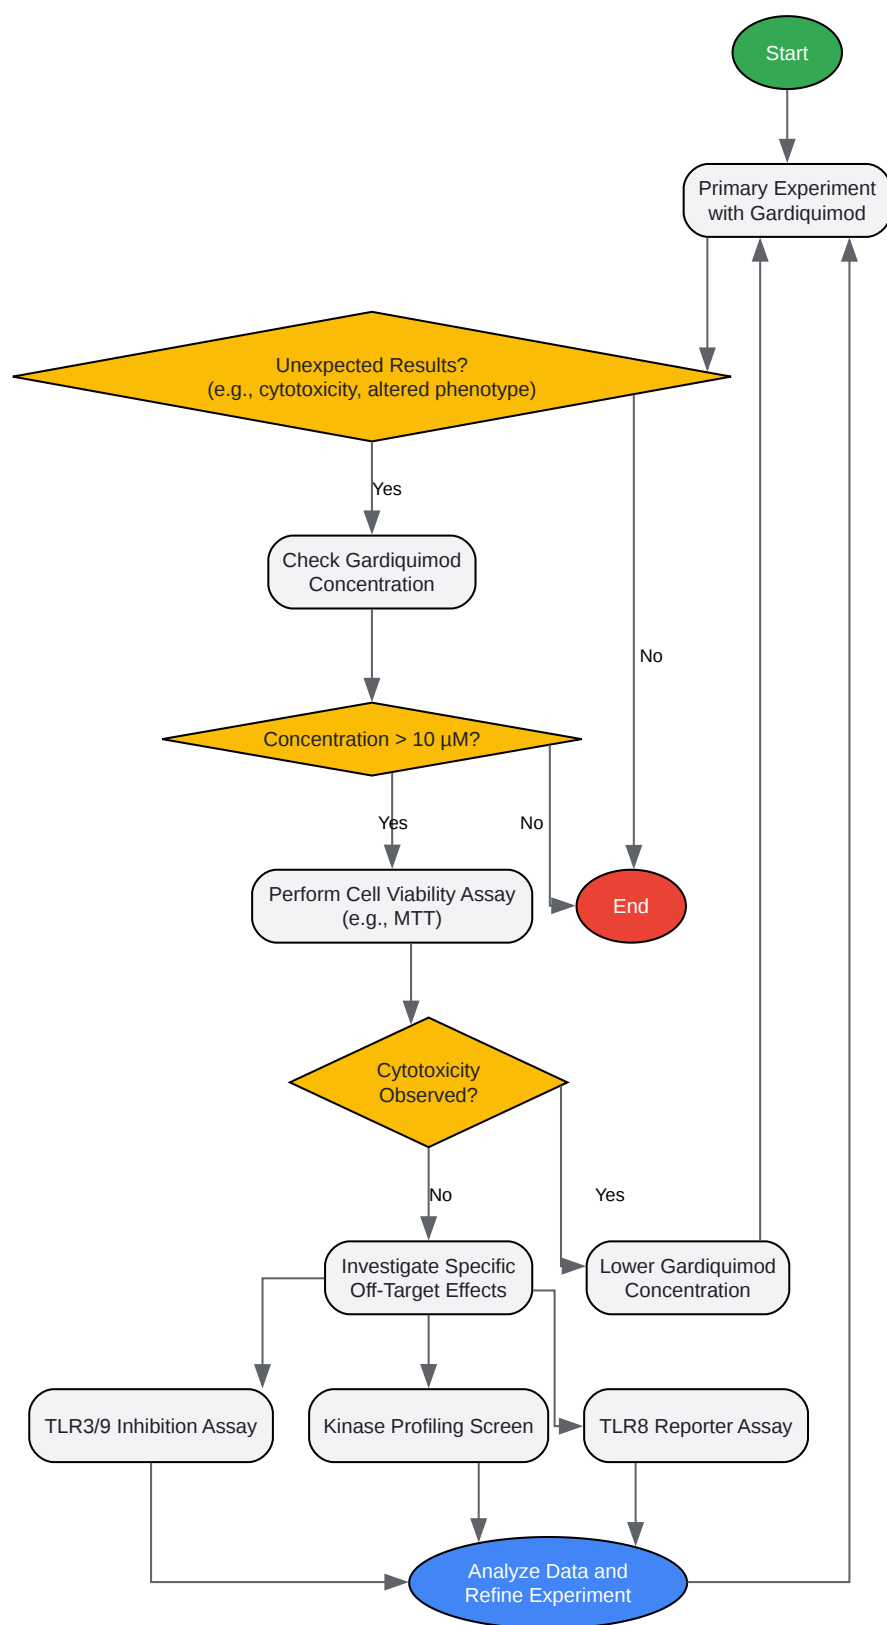 Start
Primary Experiment
with Gardiquimod
Unexpected Results?
(e.g., cytotoxicity, altered phenotype)
Yes
Check Gardiquimod
Concentration
No
Concentration > 10 µM?
Yes
No
Perform Cell Viability Assay
(e.g., MTT)
End
Cytotoxicity
Observed?
No
Yes
Investigate Specific
Off-Target Effects
Lower Gardiquimod
Concentration
TLR3/9 Inhibition Assay
Kinase Profiling Screen
TLR8 Reporter Assay
Analyze Data and
Refine Experiment